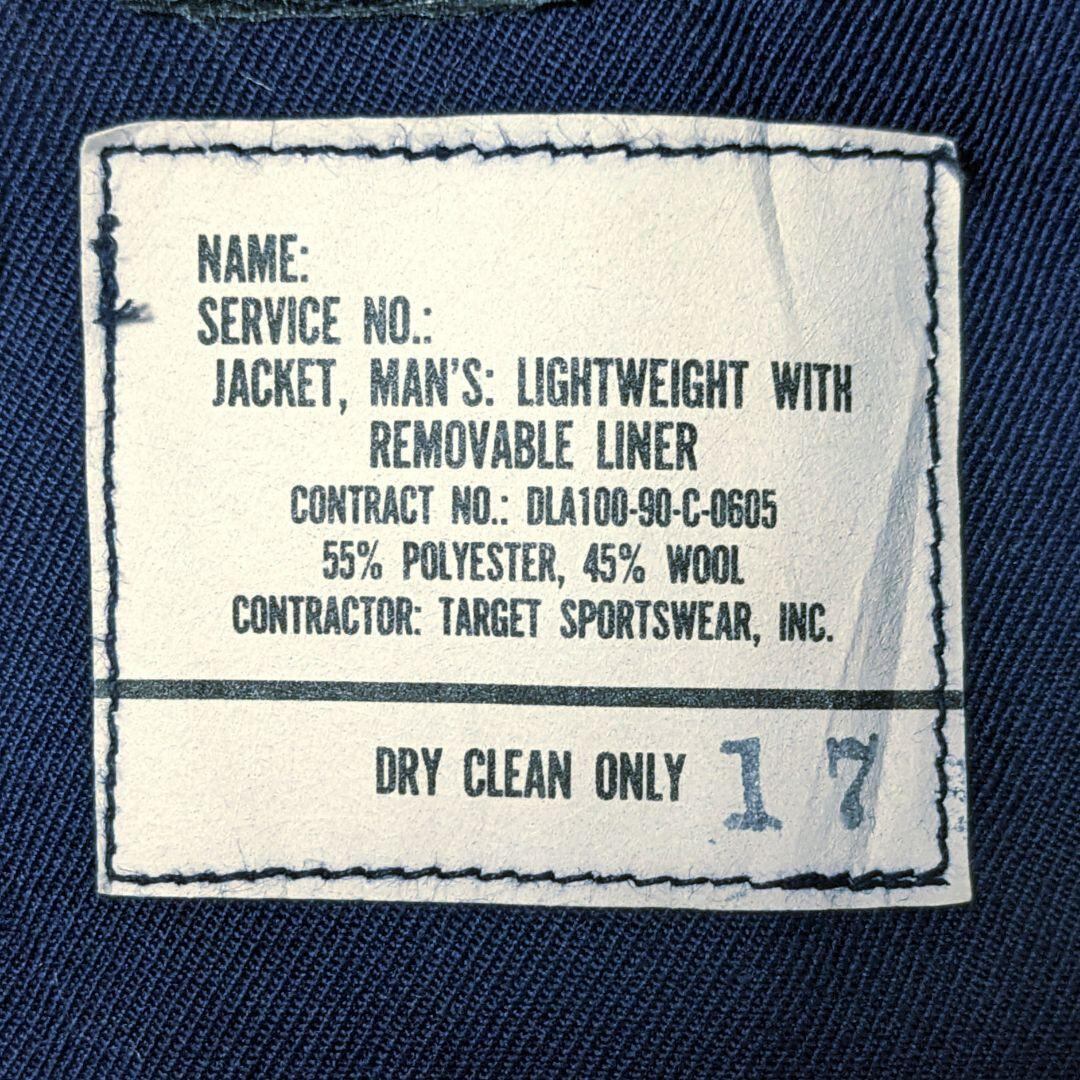 NAME:
SERVICE NO.:
JACKET, MAN'S: LIGHTWEIGHT WITH
REMOVABLE LINER
CONTRACT NO.: DLA100-90-C-0605
55% POLYESTER, 45% WOOL
CONTRACTOR: TARGET SPORTSWEAR, INC.
DRY CLEAN ONLY 17